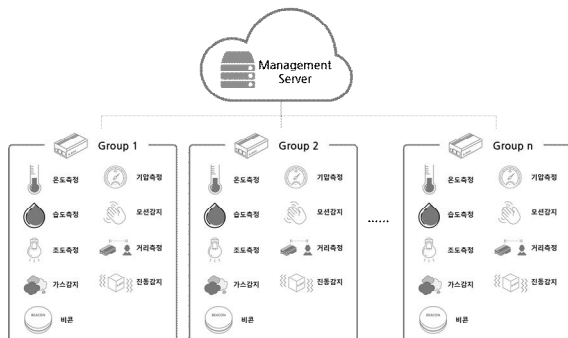 Management
Server
Group 1
온도측정 기압측정
습도측정 모션감지
조도측정 거리측정
가스감지 진동감지
BEACON 비콘
Group 2
온도측정 기압측정
습도측정 모션감지
조도측정 거리측정
가스감지 진동감지
BEACON 비콘
......
Group n
온도측정 기압측정
습도측정 모션감지
조도측정 거리측정
가스감지 진동감지
BEACON 비콘